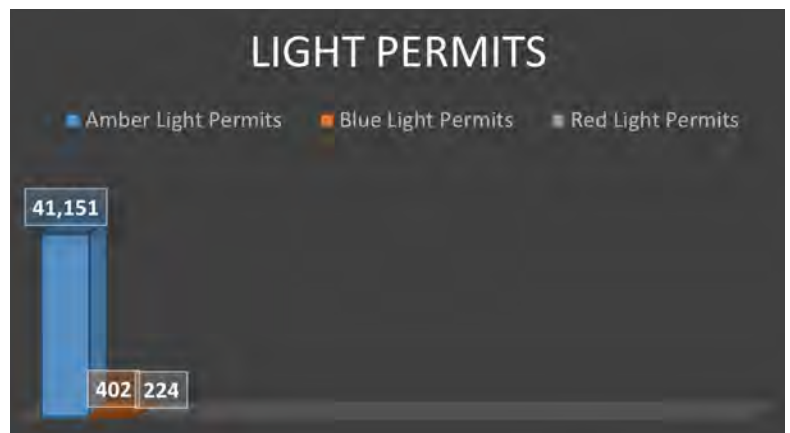 LIGHT PERMITS
Amber Light Permits Blue Light Permits Red Light Permits
41,151
402 224